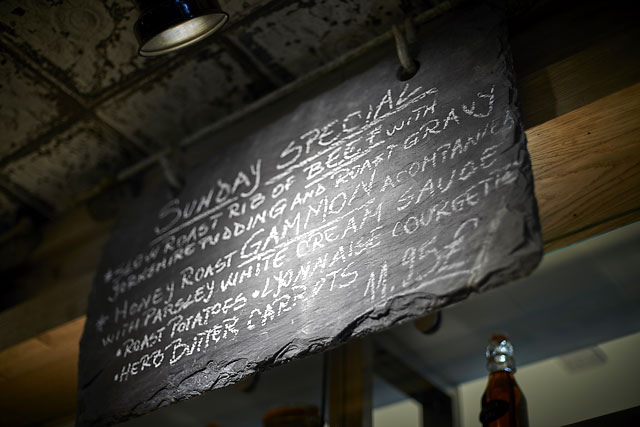 SUNDAY SPECIAL
*SLOW ROAST RIB OF BEEF WITH
YORKSHIRE PUDDING AND ROAST GRAVY
* HONEY ROAST GAMMON ACOMPANIED
WITH PARSLEY WHITE CREAM SAUCE
• ROAST POTATOES • LYONNAISE COURGETTES
• HERB BUTTER CARROTS 11.95£